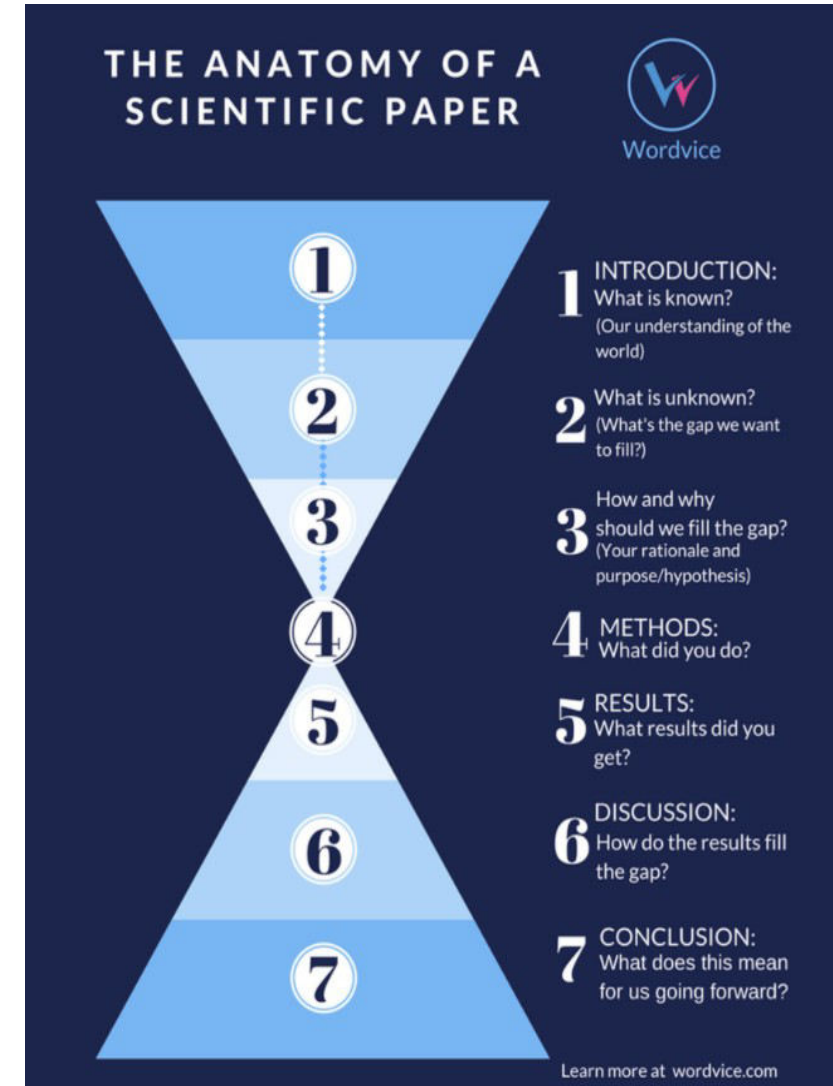 THE ANATOMY OF A
SCIENTIFIC PAPER
Wordvice
1
2
3
4
5
6
7
1 INTRODUCTION:
What is known?
(Our understanding of the
world)
2 What is unknown?
(What's the gap we want
to fill?)
3 How and why
should we fill the gap?
(Your rationale and
purpose/hypothesis)
4 METHODS:
What did you do?
5 RESULTS:
What results did you
get?
6 DISCUSSION:
How do the results fill
the gap?
7 CONCLUSION:
What does this mean
for us going forward?
Learn more at wordvice.com